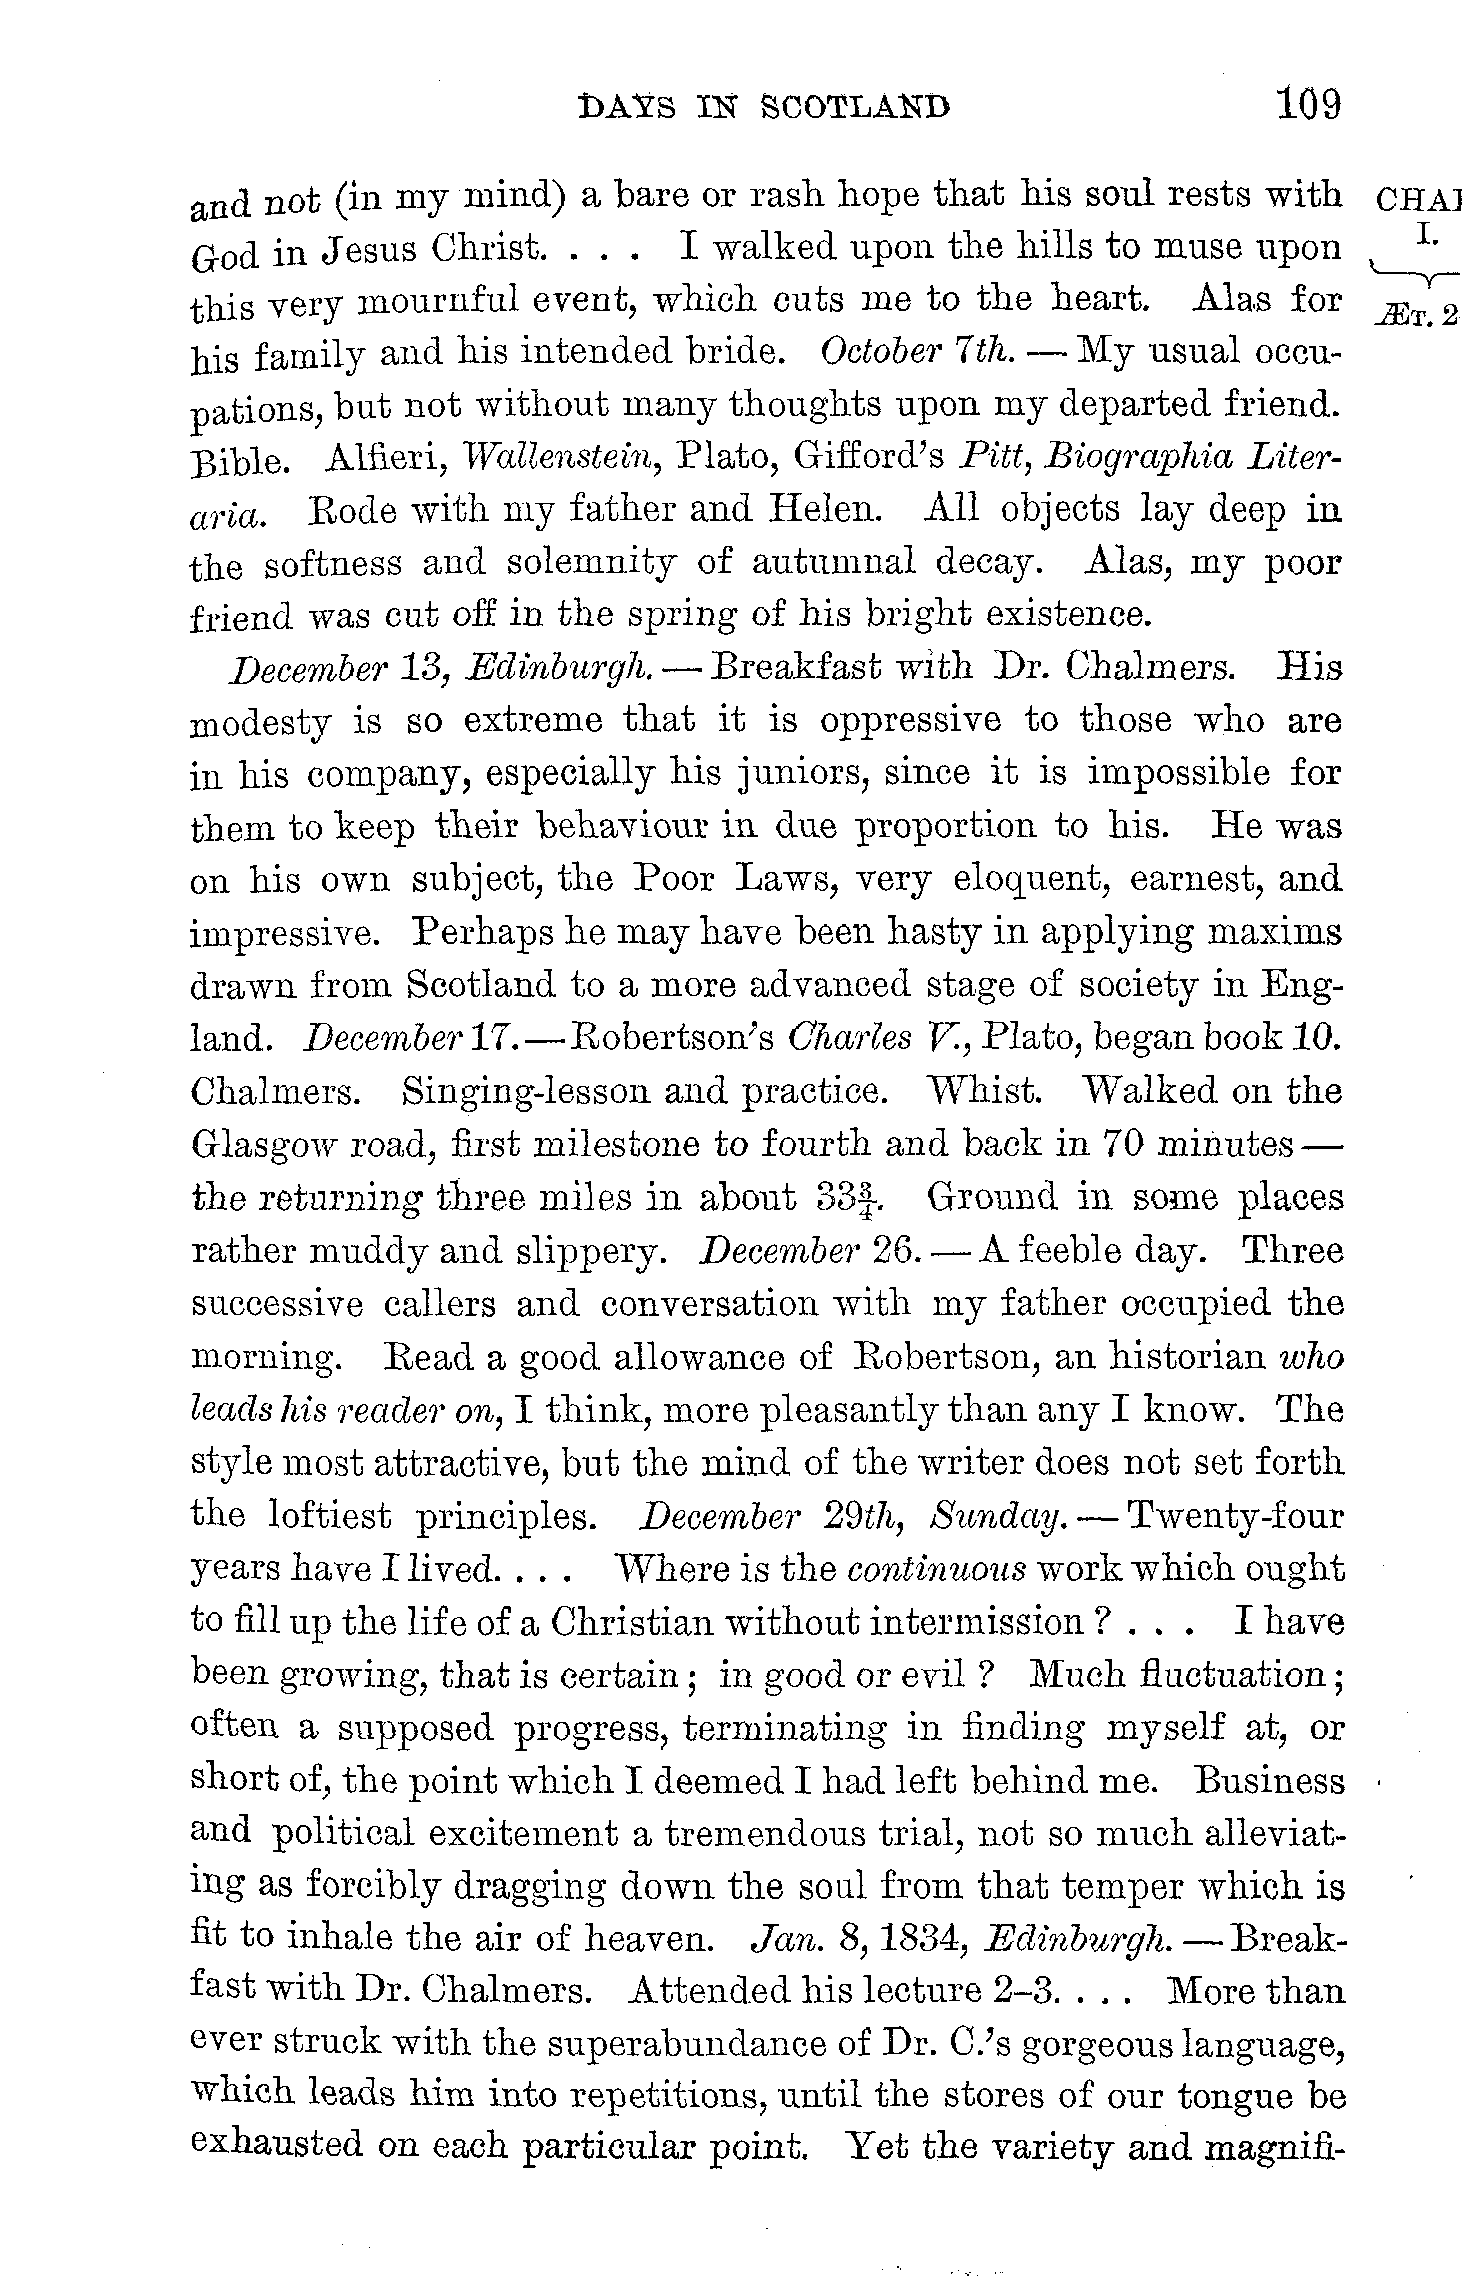 DAYS IN SCOTLAND 109
and not (in my mind) a bare or rash hope that his soul rests with
God in Jesus Christ. . . . I walked upon the hills to muse upon
this very mournful event, which cuts me to the heart. Alas for
his family and his intended bride. October 7th. — My usual occu-
pations, but not without many thoughts upon my departed friend.
Bible. Alfieri, Wallenstein, Plato, Gifford's Pitt, Biographia Liter-
aria. Rode with my father and Helen. All objects lay deep in
the softness and solemnity of autumnal decay. Alas, my poor
friend was cut off in the spring of his bright existence.
December 13, Edinburgh. — Breakfast with Dr. Chalmers. His
modesty is so extreme that it is oppressive to those who are
in his company, especially his juniors, since it is impossible for
them to keep their behaviour in due proportion to his. He was
on his own subject, the Poor Laws, very eloquent, earnest, and
impressive. Perhaps he may have been hasty in applying maxims
drawn from Scotland to a more advanced stage of society in Eng-
land. December 17.—Robertson's Charles V., Plato, began book 10.
Chalmers. Singing-lesson and practice. Whist. Walked on the
Glasgow road, first milestone to fourth and back in 70 minutes—
the returning three miles in about 33¾. Ground in some places
rather muddy and slippery. December 26. — A feeble day. Three
successive callers and conversation with my father occupied the
morning. Read a good allowance of Robertson, an historian who
leads his reader on, I think, more pleasantly than any I know. The
style most attractive, but the mind of the writer does not set forth
the loftiest principles. December 29th, Sunday. — Twenty-four
years have I lived. . . . Where is the continuous work which ought
to fill up the life of a Christian without intermission ? . . . I have
been growing, that is certain ; in good or evil ? Much fluctuation ;
often a supposed progress, terminating in finding myself at, or
short of, the point which I deemed I had left behind me. Business
and political excitement a tremendous trial, not so much alleviat-
ing as forcibly dragging down the soul from that temper which is
fit to inhale the air of heaven. Jan. 8, 1834, Edinburgh. — Break-
fast with Dr. Chalmers. Attended his lecture 2–3. . . . More than
ever struck with the superabundance of Dr. C.'s gorgeous language,
which leads him into repetitions, until the stores of our tongue be
exhausted on each particular point. Yet the variety and magnifi-
I.
ÆT. 2